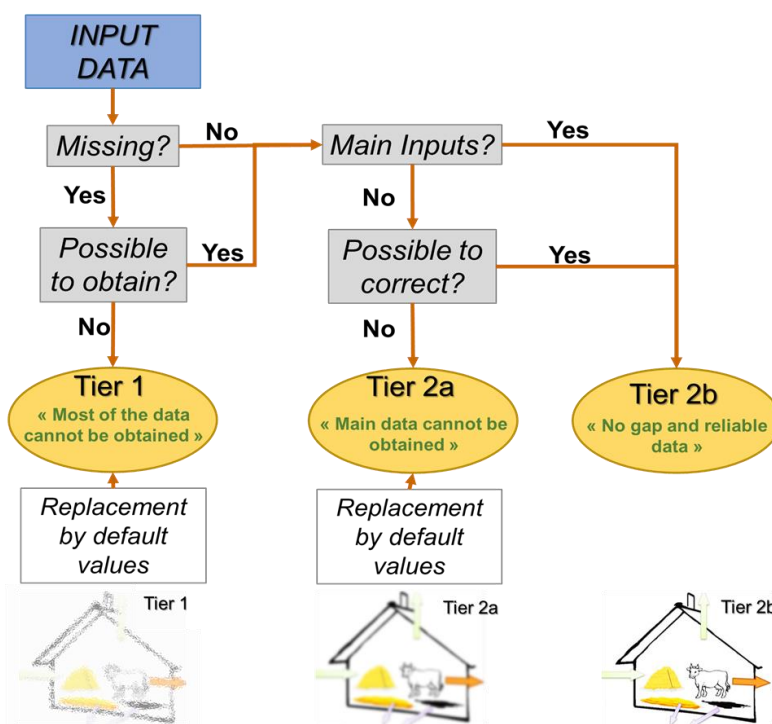 INPUT
DATA
Missing?
No
Main Inputs?
Yes
Yes
No
Possible
to obtain?
Yes
Possible to
correct?
Yes
No
No
Tier 1
« Most of the data
cannot be obtained »
Tier 2a
« Main data cannot be
obtained »
Tier 2b
« No gap and reliable
data »
Replacement
by default
values
Replacement
by default
values
Tier 1
Tier 2a
Tier 2b